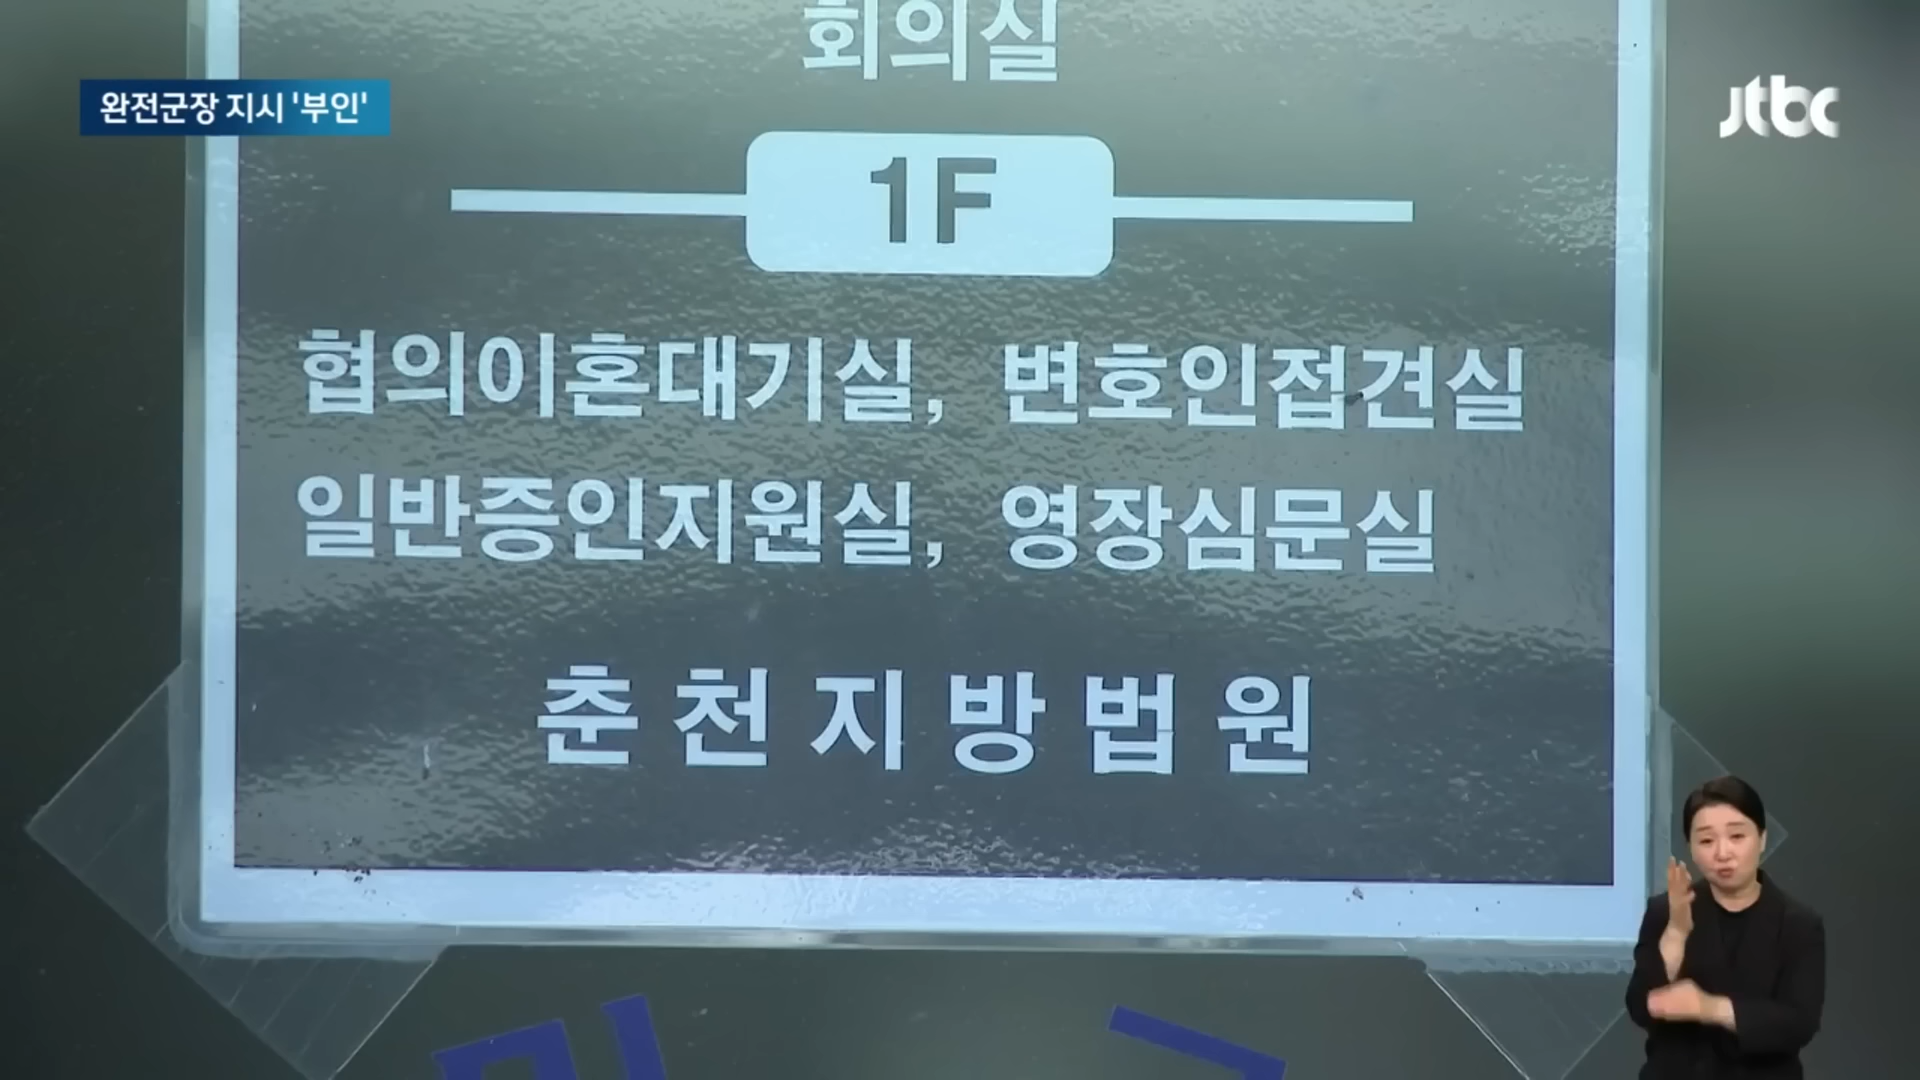 회의실
완전군장 지시 '부인'
jtbc
1F
협의이혼대기실, 변호인접견실
일반증인지원실, 영장심문실
춘천지방법원